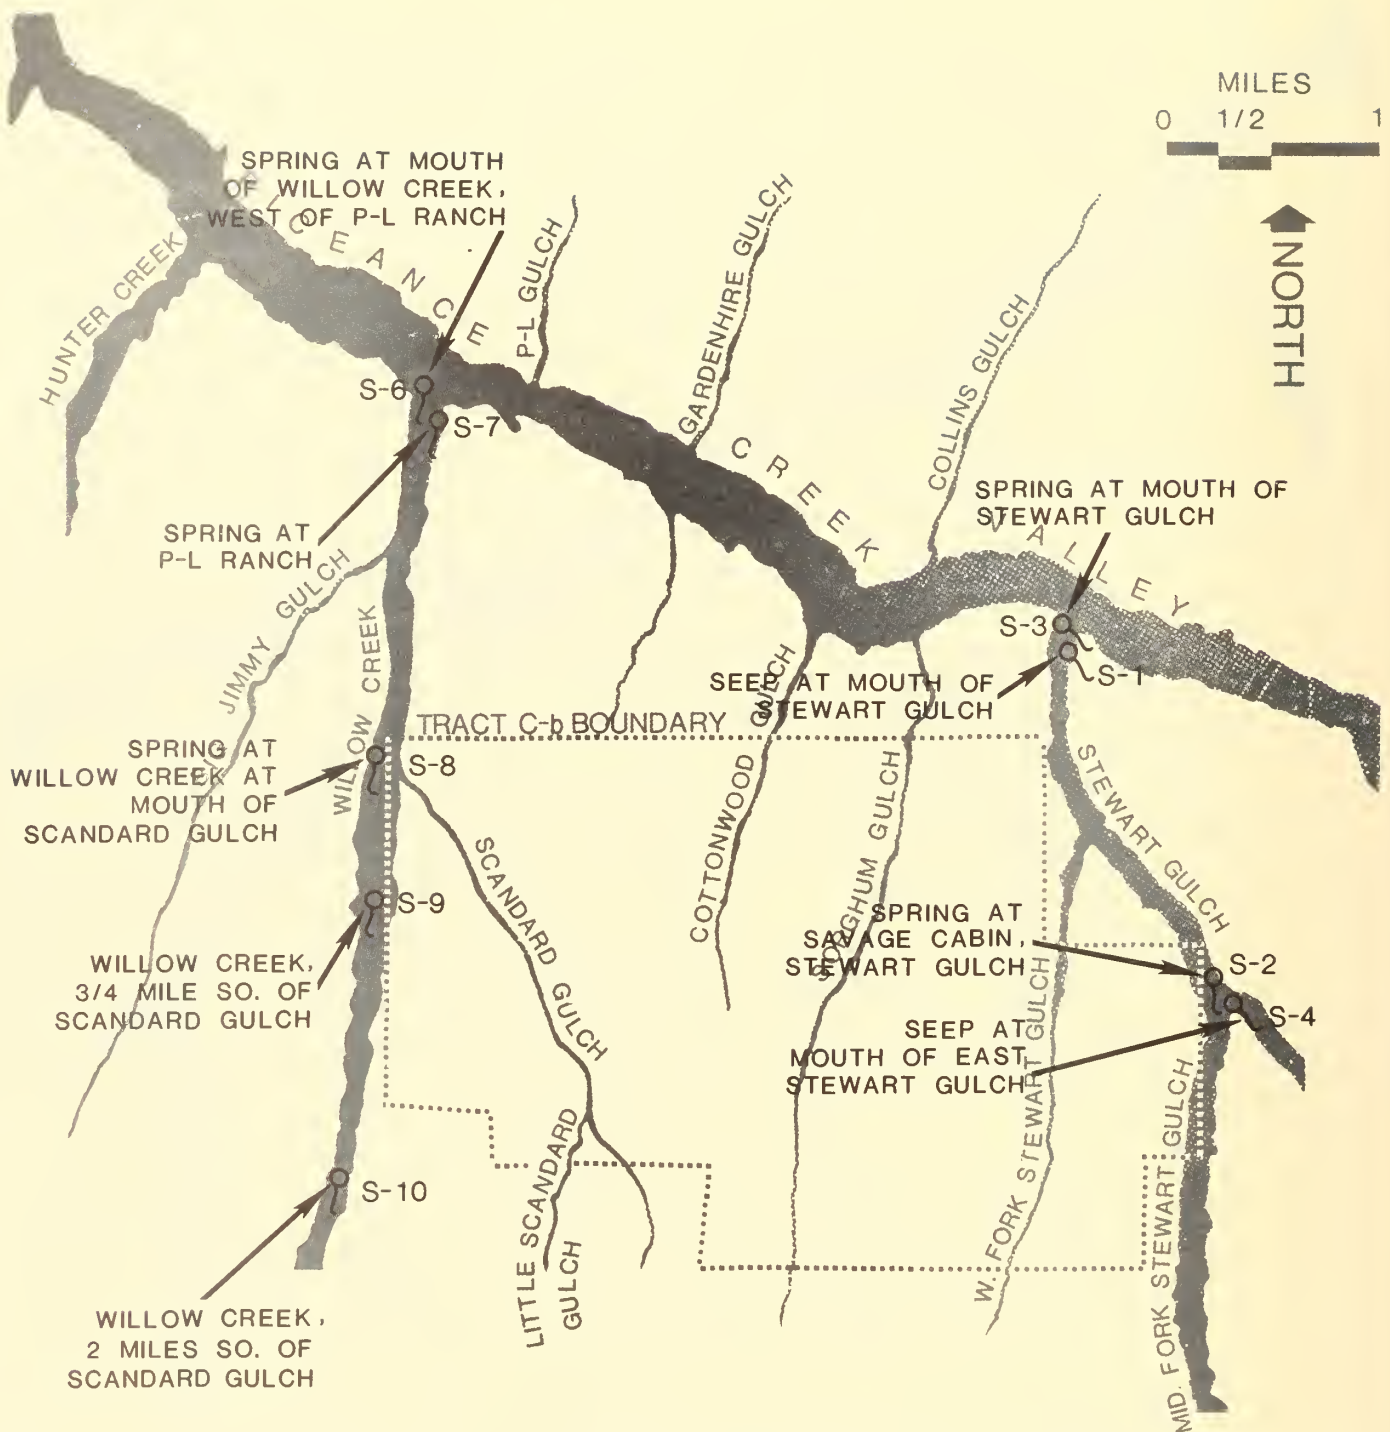 MILES
0 1/2 1
NORTH
SPRING AT MOUTH
OF WILLOW CREEK,
WEST OF P-L RANCH
CREEK
VALLEY
HUNTER CREEK
P-L GULCH
GARDENHIRE GULCH
COLLINS GULCH
S-6
S-7
SPRING AT
P-L RANCH
SPRING AT MOUTH OF
STEWART GULCH
S-3
S-1
SEEP AT MOUTH OF
STEWART GULCH
JIMMY GULCH
WILLOW CREEK
TRACT C-b BOUNDARY
SPRING AT
WILLOW CREEK AT
MOUTH OF
SCANDARD GULCH
S-8
S-9
WILLOW CREEK,
3/4 MILE SO. OF
SCANDARD GULCH
SCANDARD GULCH
COTTONWOOD GULCH
SORGHUM GULCH
STEWART GULCH
SPRING AT
SAVAGE CABIN,
STEWART GULCH
S-2
S-4
SEEP AT
MOUTH OF EAST
STEWART GULCH
W. FORK STEWART GULCH
MID. FORK STEWART GULCH
LITTLE SCANDARD
GULCH
S-10
WILLOW CREEK,
2 MILES SO. OF
SCANDARD GULCH